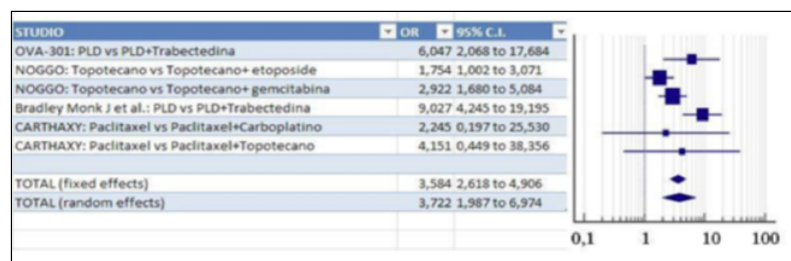 STUDIO OR 95% C.I.
OVA-301: PLD vs PLD+Trabectedina 6,047 2,068 to 17,684
NOGGO: Topotecano vs Topotecano+ etoposide 1,754 1,002 to 3,071
NOGGO: Topotecano vs Topotecano+ gemcitabina 2,922 1,680 to 5,084
Bradley Monk J et al.: PLD vs PLD+Trabectedina 9,027 4,245 to 19,195
CARTHAXY: Paclitaxel vs Paclitaxel+Carboplatino 2,245 0,197 to 25,530
CARTHAXY: Paclitaxel vs Paclitaxel+Topotecano 4,151 0,449 to 38,356
TOTAL (fixed effects) 3,584 2,618 to 4,906
TOTAL (random effects) 3,722 1,987 to 6,974
0,1 1 10 100